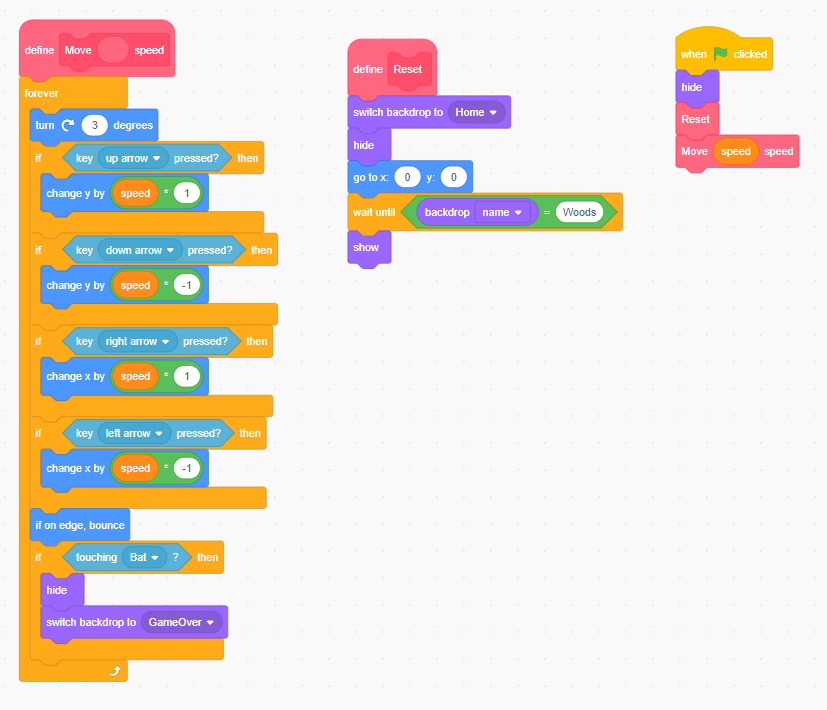 define Move speed
forever
turn 3 degrees
if key up arrow pressed? then
change y by speed * 1
if key down arrow pressed? then
change y by speed * -1
if key right arrow pressed? then
change x by speed * 1
if key left arrow pressed? then
change x by speed * -1
if on edge, bounce
if touching Bat ? then
hide
switch backdrop to GameOver
define Reset
switch backdrop to Home
hide
go to x: 0 y: 0
wait until backdrop name = Woods
show
when clicked
hide
Reset
Move speed speed